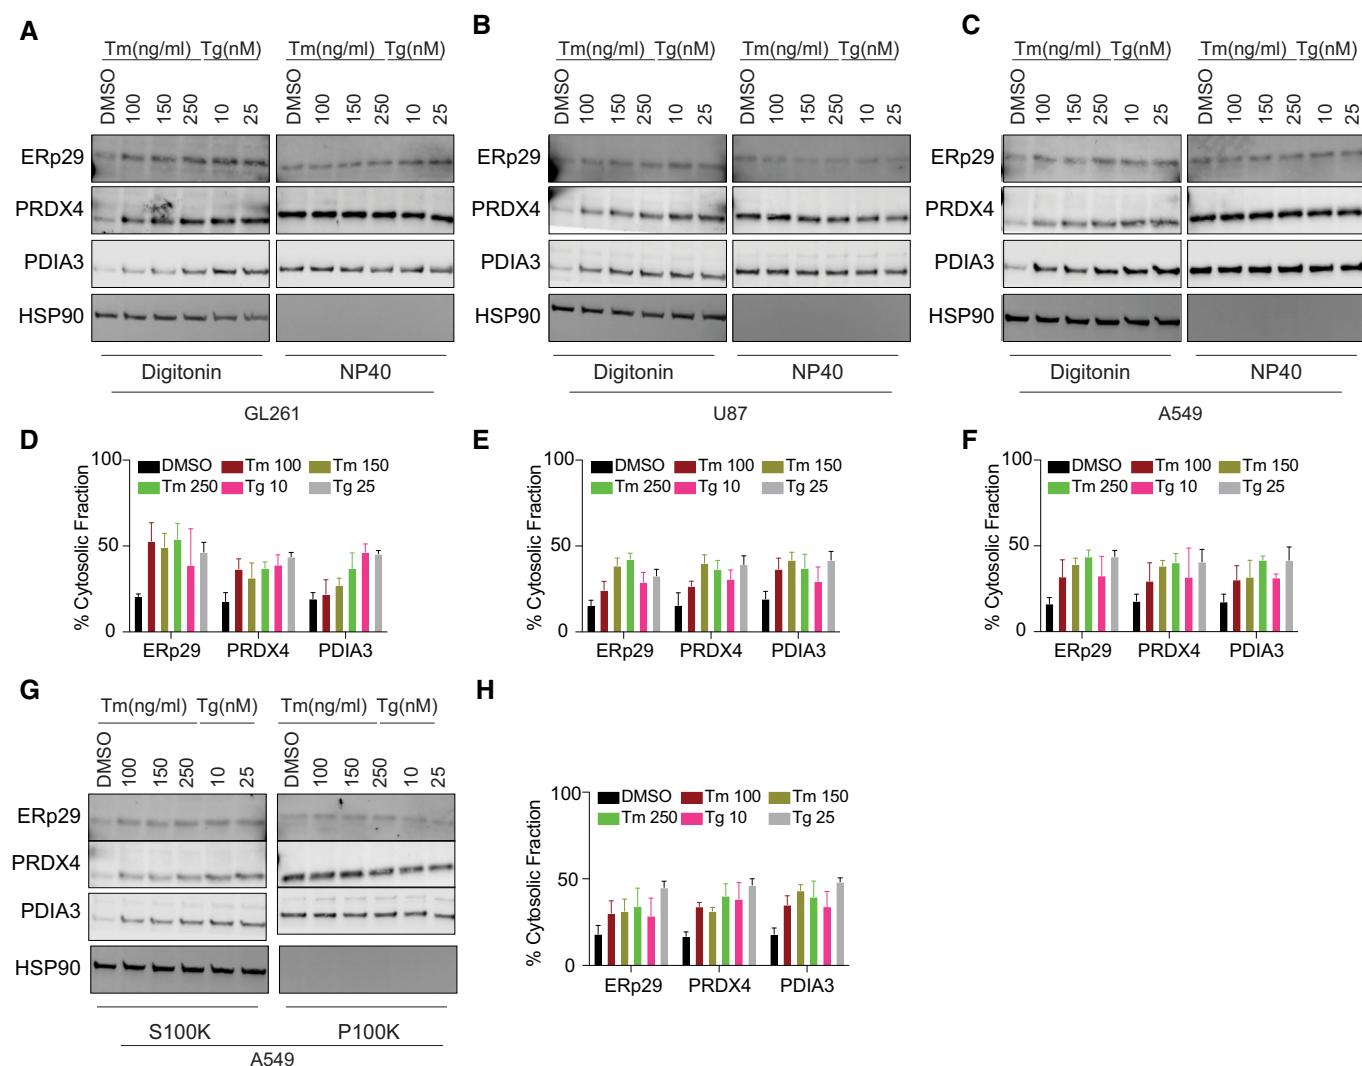 A
Tm(ng/ml) Tg(nM) Tm(ng/ml) Tg(nM)
DMSO 100 150 250 10 25 DMSO 100 150 250 10 25
ERp29
PRDX4
PDIA3
HSP90
Digitonin NP40
GL261
B
Tm(ng/ml) Tg(nM) Tm(ng/ml) Tg(nM)
DMSO 100 150 250 10 25 DMSO 100 150 250 10 25
ERp29
PRDX4
PDIA3
HSP90
Digitonin NP40
U87
C
Tm(ng/ml) Tg(nM) Tm(ng/ml) Tg(nM)
DMSO 100 150 250 10 25 DMSO 100 150 250 10 25
ERp29
PRDX4
PDIA3
HSP90
Digitonin NP40
A549
D
% Cytosolic Fraction
100
50
0
DMSO Tm 100 Tm 150
Tm 250 Tg 10 Tg 25
ERp29 PRDX4 PDIA3
E
% Cytosolic Fraction
100
50
0
DMSO Tm 100 Tm 150
Tm 250 Tg 10 Tg 25
ERp29 PRDX4 PDIA3
F
% Cytosolic Fraction
100
50
0
DMSO Tm 100 Tm 150
Tm 250 Tg 10 Tg 25
ERp29 PRDX4 PDIA3
G
Tm(ng/ml) Tg(nM) Tm(ng/ml) Tg(nM)
DMSO 100 150 250 10 25 DMSO 100 150 250 10 25
ERp29
PRDX4
PDIA3
HSP90
S100K P100K
A549
H
% Cytosolic Fraction
100
50
0
DMSO Tm 100 Tm 150
Tm 250 Tg 10 Tg 25
ERp29 PRDX4 PDIA3